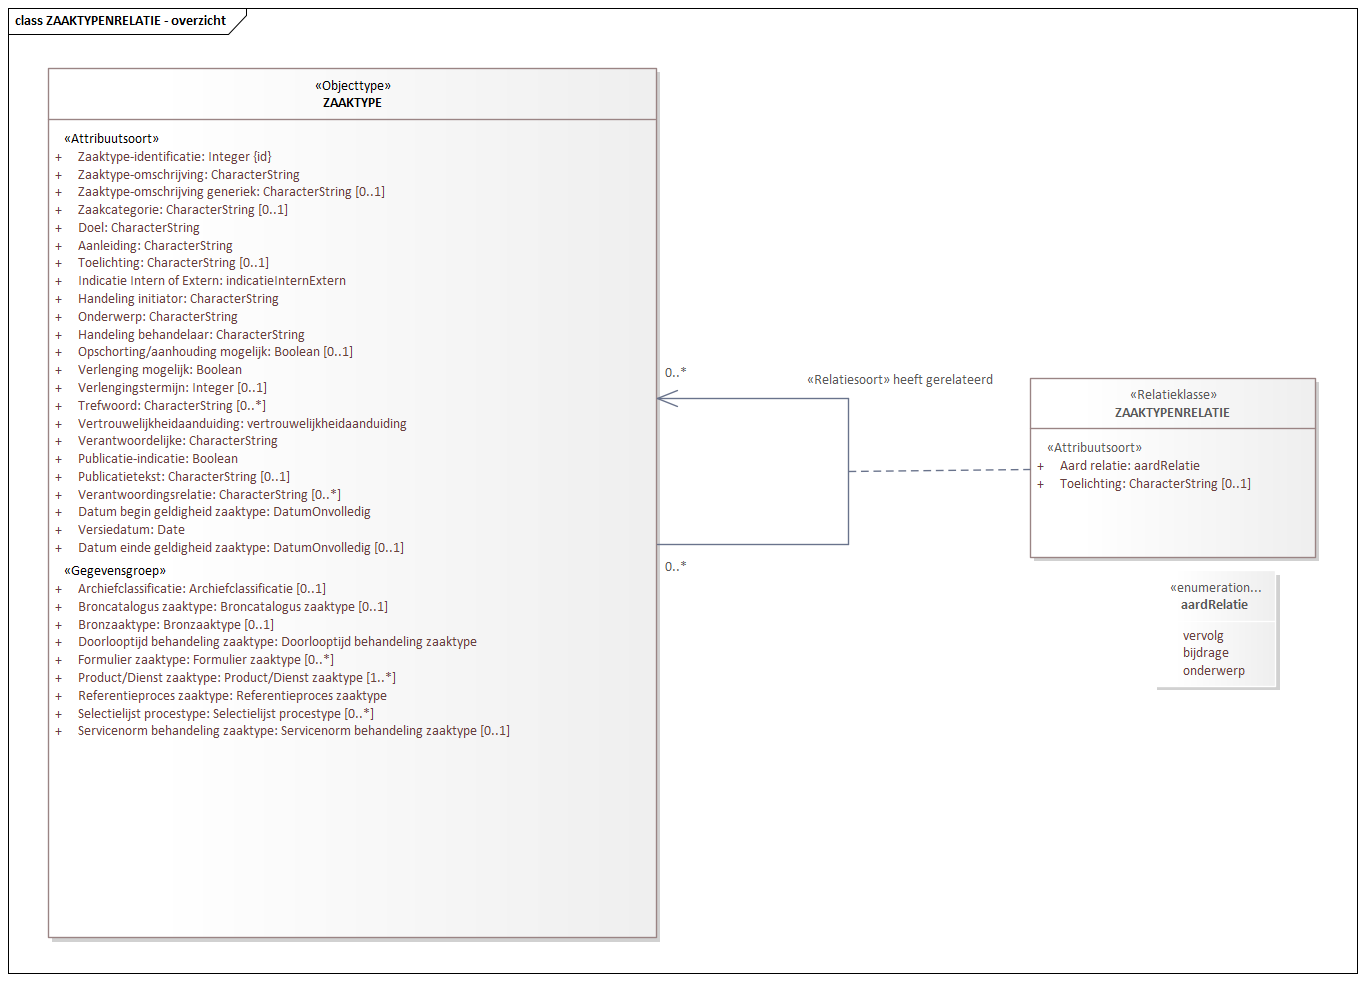 class ZAAKTYPENRELATIE - overzicht
«Objecttype»
ZAAKTYPE
«Attribuutsoort»
+ Zaaktype-identificatie: Integer {id}
+ Zaaktype-omschrijving: CharacterString
+ Zaaktype-omschrijving generiek: CharacterString [0..1]
+ Zaakcategorie: CharacterString [0..1]
+ Doel: CharacterString
+ Aanleiding: CharacterString
+ Toelichting: CharacterString [0..1]
+ Indicatie Intern of Extern: indicatieInternExtern
+ Handeling initiator: CharacterString
+ Onderwerp: CharacterString
+ Handeling behandelaar: CharacterString
+ Opschorting/aanhouding mogelijk: Boolean [0..1]
+ Verlenging mogelijk: Boolean
+ Verlengingstermijn: Integer [0..1]
+ Trefwoord: CharacterString [0..*]
+ Vertrouwelijkheidaanduiding: vertrouwelijkheidaanduiding
+ Verantwoordelijke: CharacterString
+ Publicatie-indicatie: Boolean
+ Publicatietekst: CharacterString [0..1]
+ Verantwoordingsrelatie: CharacterString [0..*]
+ Datum begin geldigheid zaaktype: DatumOnvolledig
+ Versiedatum: Date
+ Datum einde geldigheid zaaktype: DatumOnvolledig [0..1]
«Gegevensgroep»
+ Archiefclassificatie: Archiefclassificatie [0..1]
+ Broncatalogus zaaktype: Broncatalogus zaaktype [0..1]
+ Bronzaaktype: Bronzaaktype [0..1]
+ Doorlooptijd behandeling zaaktype: Doorlooptijd behandeling zaaktype
+ Formulier zaaktype: Formulier zaaktype [0..*]
+ Product/Dienst zaaktype: Product/Dienst zaaktype [1..*]
+ Referentieproces zaaktype: Referentieproces zaaktype
+ Selectielijst procestype: Selectielijst procestype [0..*]
+ Servicenorm behandeling zaaktype: Servicenorm behandeling zaaktype [0..1]
0..*
«Relatiesoort» heeft gerelateerd
0..*
«Relatieklasse»
ZAAKTYPENRELATIE
«Attribuutsoort»
+ Aard relatie: aardRelatie
+ Toelichting: CharacterString [0..1]
«enumeration...
aardRelatie
vervolg
bijdrage
onderwerp